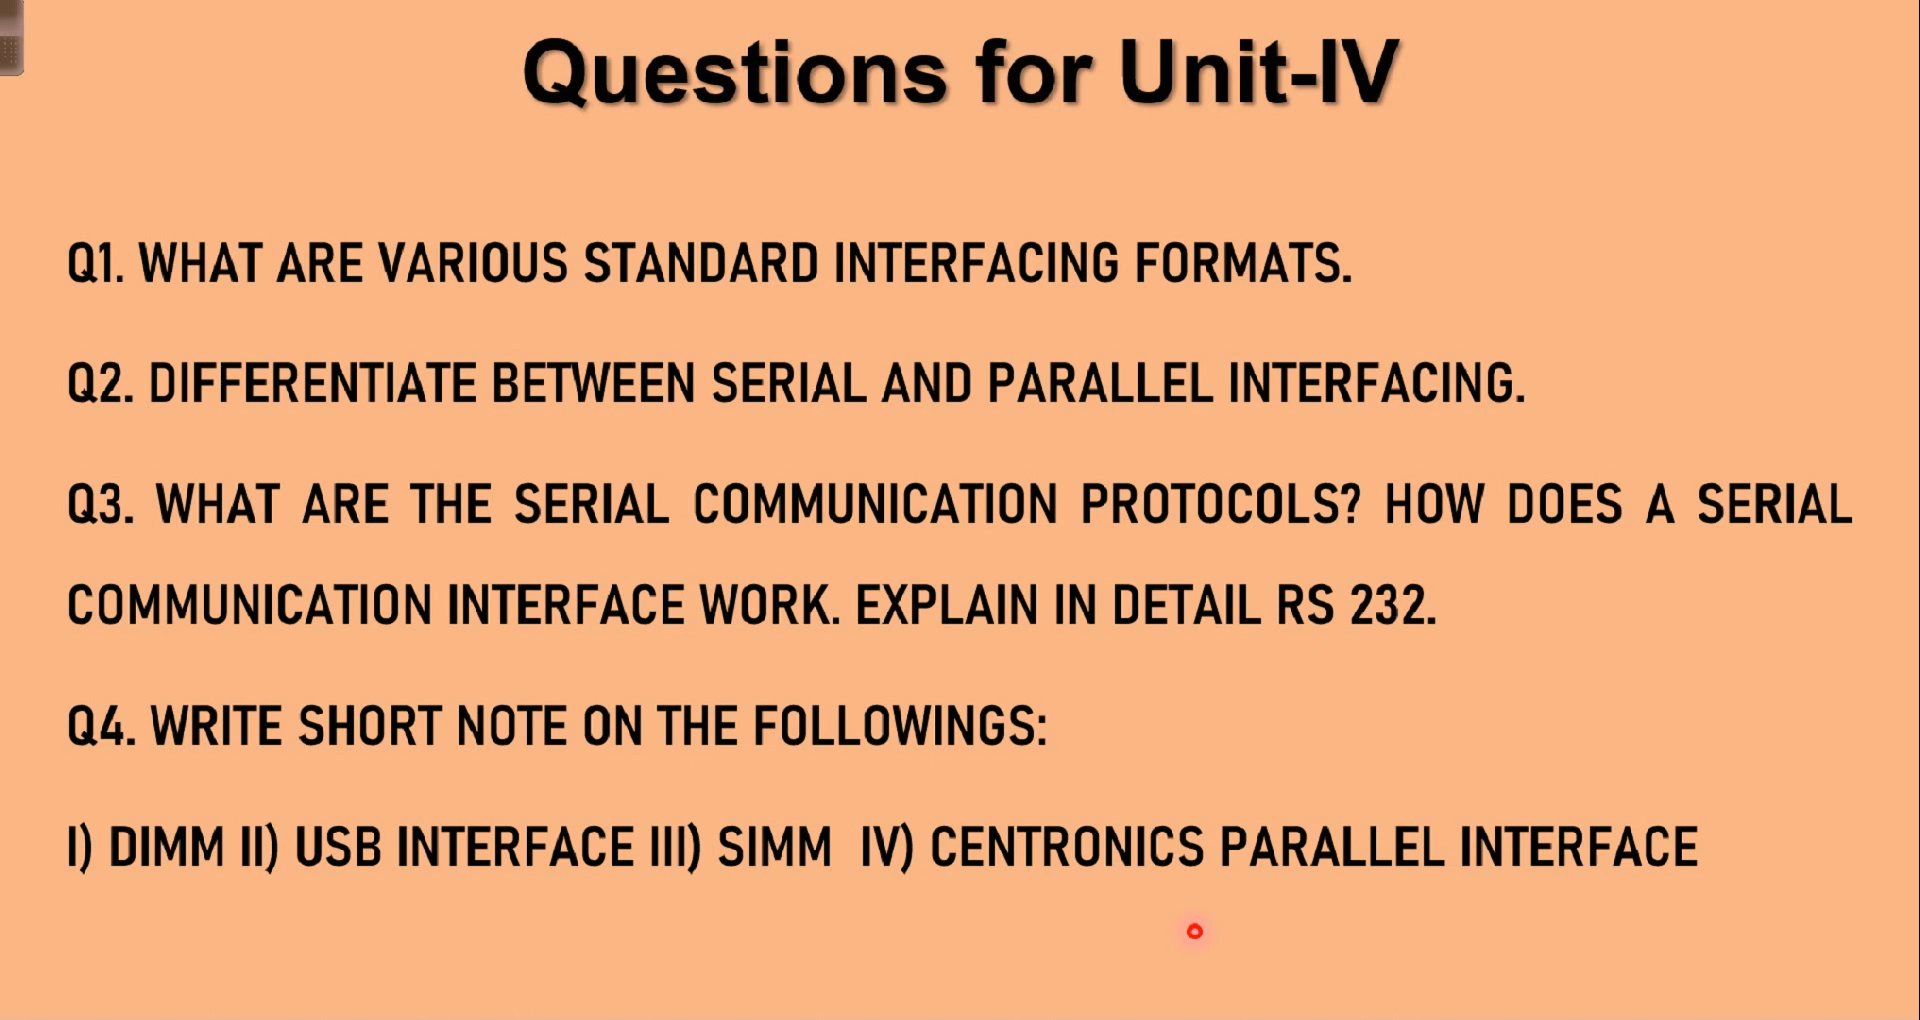 Questions for Unit-IV
Q1. WHAT ARE VARIOUS STANDARD INTERFACING FORMATS.
Q2. DIFFERENTIATE BETWEEN SERIAL AND PARALLEL INTERFACING.
Q3. WHAT ARE THE SERIAL COMMUNICATION PROTOCOLS? HOW DOES A SERIAL
COMMUNICATION INTERFACE WORK. EXPLAIN IN DETAIL RS 232.
Q4. WRITE SHORT NOTE ON THE FOLLOWINGS:
I) DIMM II) USB INTERFACE III) SIMM IV) CENTRONICS PARALLEL INTERFACE